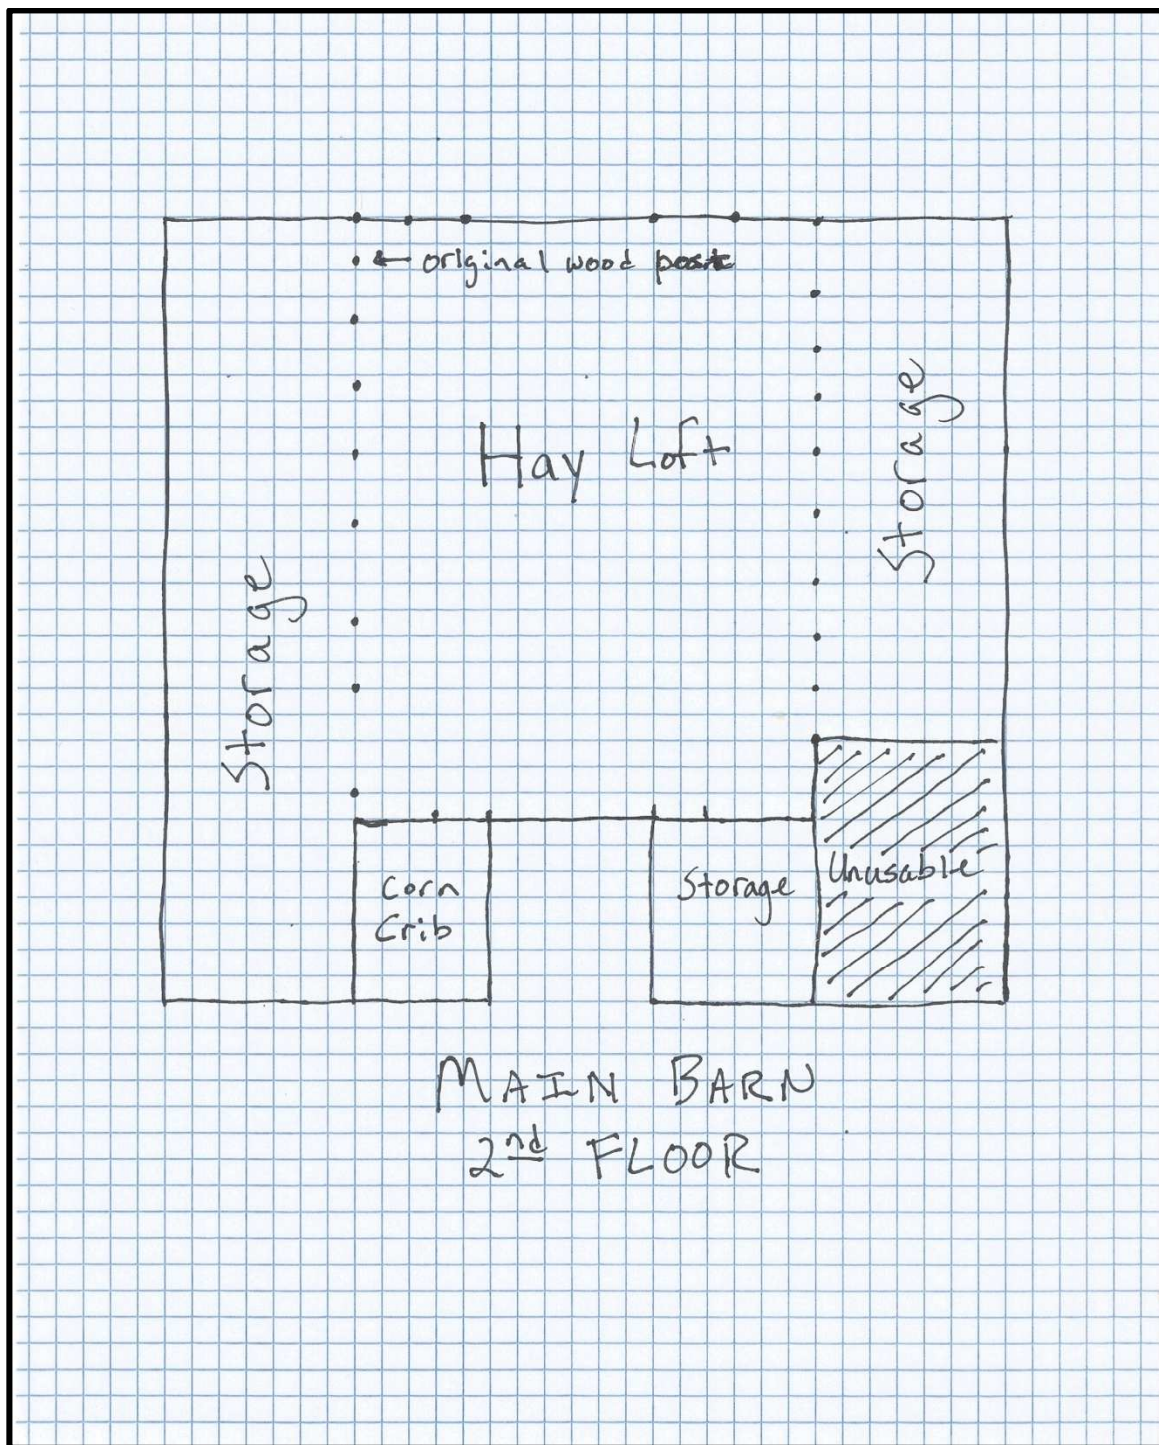 ← original wood post
Hay Loft
Storage
Storage
Corn
Crib
Storage
Unusable
MAIN BARN
2nd FLOOR